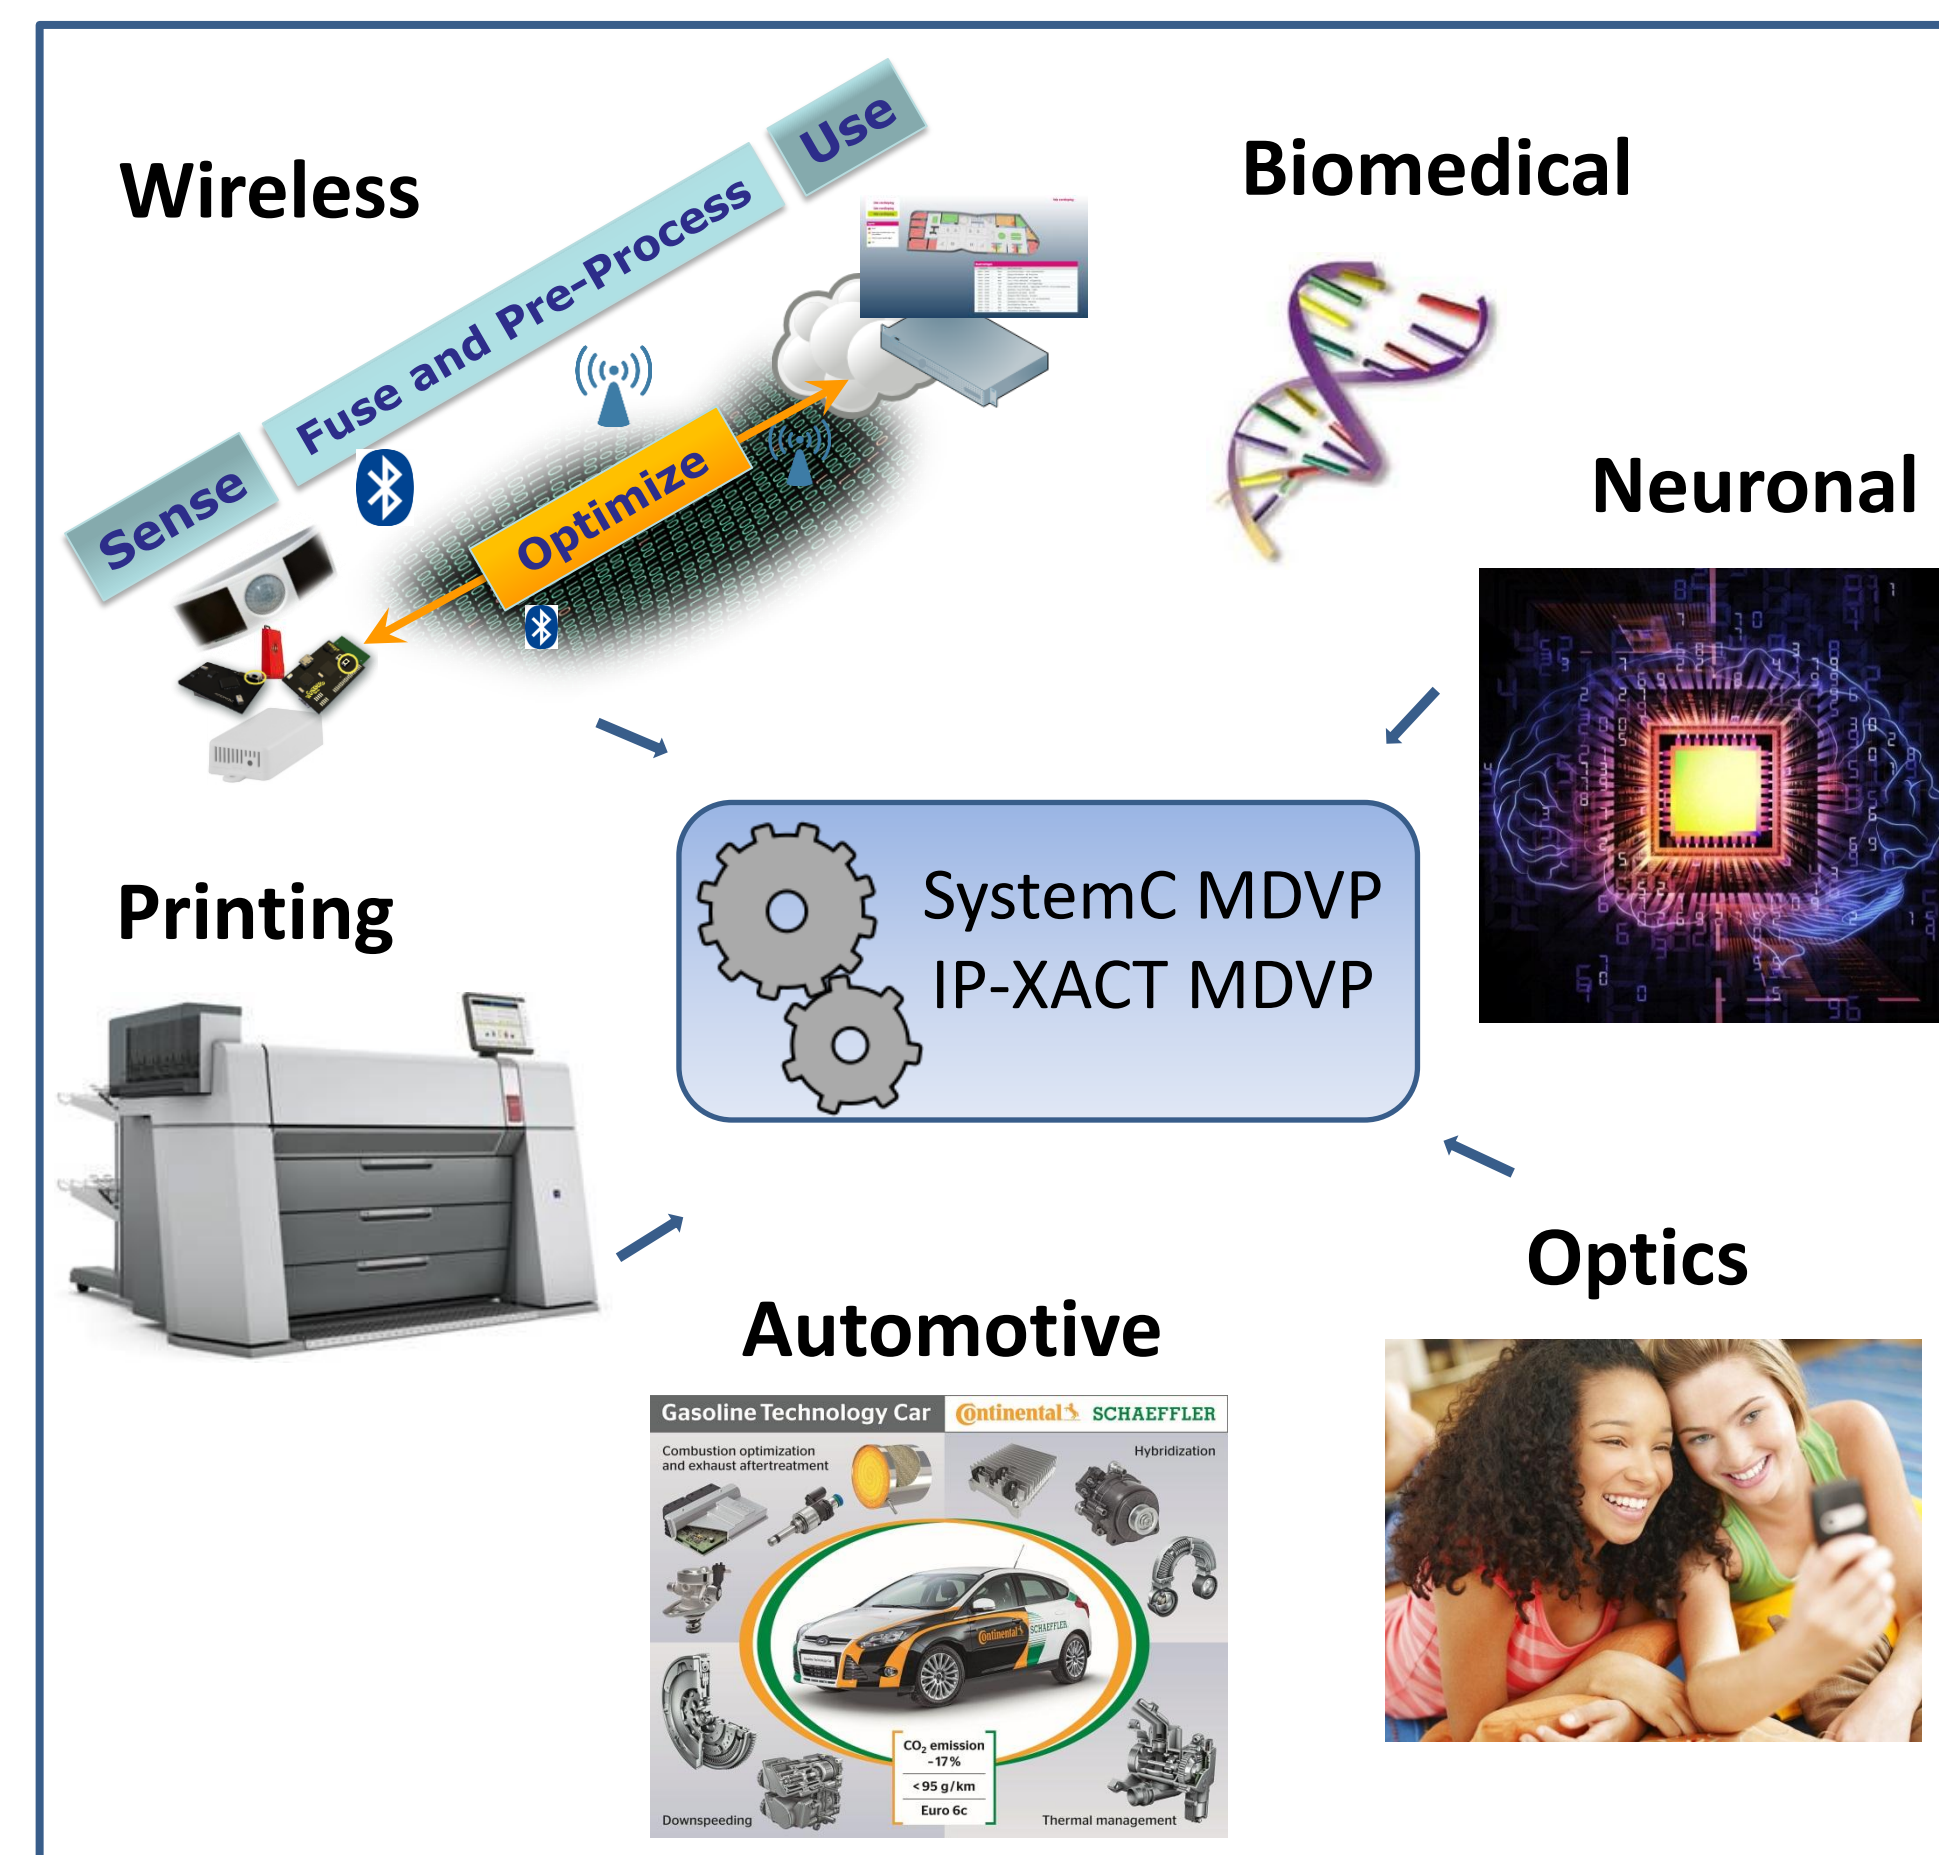 Wireless
Sense
Fuse and Pre-Process
Use
Optimize
Biomedical
Neuronal
SystemC MDVP
IP-XACT MDVP
Printing
Optics
Automotive
Gasoline Technology Car
Continental
SCHAEFFLER
Combustion optimization
and exhaust aftertreatment
Hybridization
Continental
SCHAEFFLER
CO₂ emission
-17%
< 95 g/km
Euro 6c
Downspeeding
Thermal management